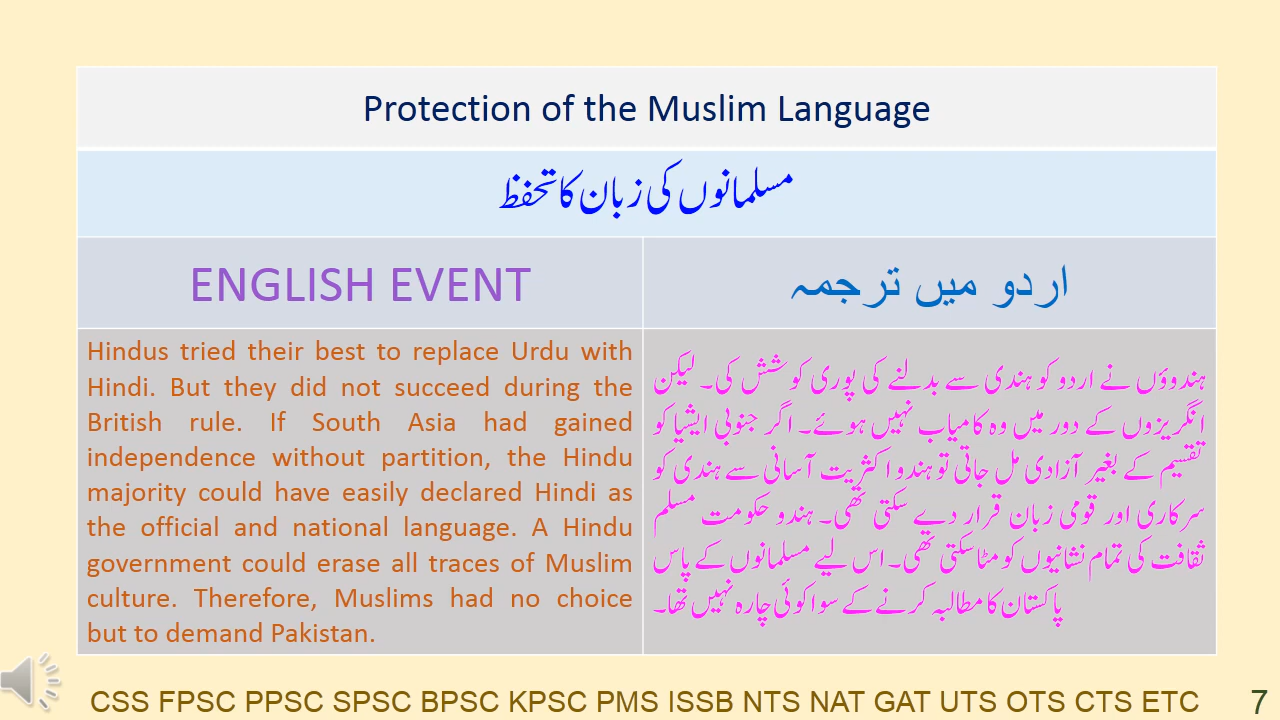 Protection of the Muslim Language
مسلمانوں کی زبان کا تحفظ
ENGLISH EVENT
اردو میں ترجمہ
Hindus tried their best to replace Urdu with
Hindi. But they did not succeed during the
British rule. If South Asia had gained
independence without partition, the Hindu
majority could have easily declared Hindi as
the official and national language. A Hindu
government could erase all traces of Muslim
culture. Therefore, Muslims had no choice
but to demand Pakistan.
ہندوؤں نے اردو کو ہندی سے بدلنے کی پوری کوشش کی۔ لیکن
انگریزوں کے دور میں وہ کامیاب نہیں ہوئے۔ اگر جنوبی ایشیا کو
تقسیم کے بغیر آزادی مل جاتی تو ہندو اکثریت آسانی سے ہندی کو
سرکاری اور قومی زبان قرار دے سکتی تھی۔ ہندو حکومت مسلم
ثقافت کی تمام نشانیوں کو مٹا سکتی تھی۔ اس لیے مسلمانوں کے پاس
پاکستان کا مطالبہ کرنے کے سوا کوئی چارہ نہیں تھا۔
CSS FPSC PPSC SPSC BPSC KPSC PMS ISSB NTS NAT GAT UTS OTS CTS ETC
7